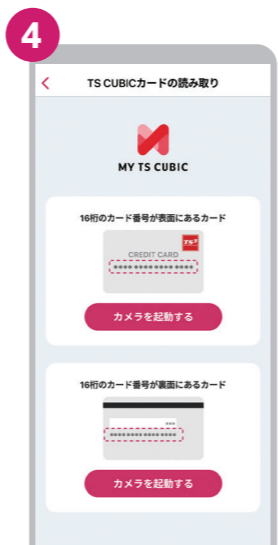 4
TS CUBICカードの読み取り
MY TS CUBIC
16桁のカード番号が表面にあるカード
TS3
CREDIT CARD
**** **** **** ****
カメラを起動する
16桁のカード番号が裏面にあるカード
***
**** **** **** ****
カメラを起動する